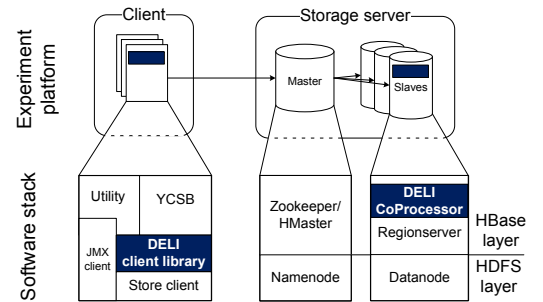 Client
Storage server
Experiment
platform
Master
Slaves
Software stack
Utility
YCSB
JMX
client
DELI
client library
Store client
Zookeeper/
HMaster
Namenode
DELI
CoProcessor
Regionserver
Datanode
HBase
layer
HDFS
layer